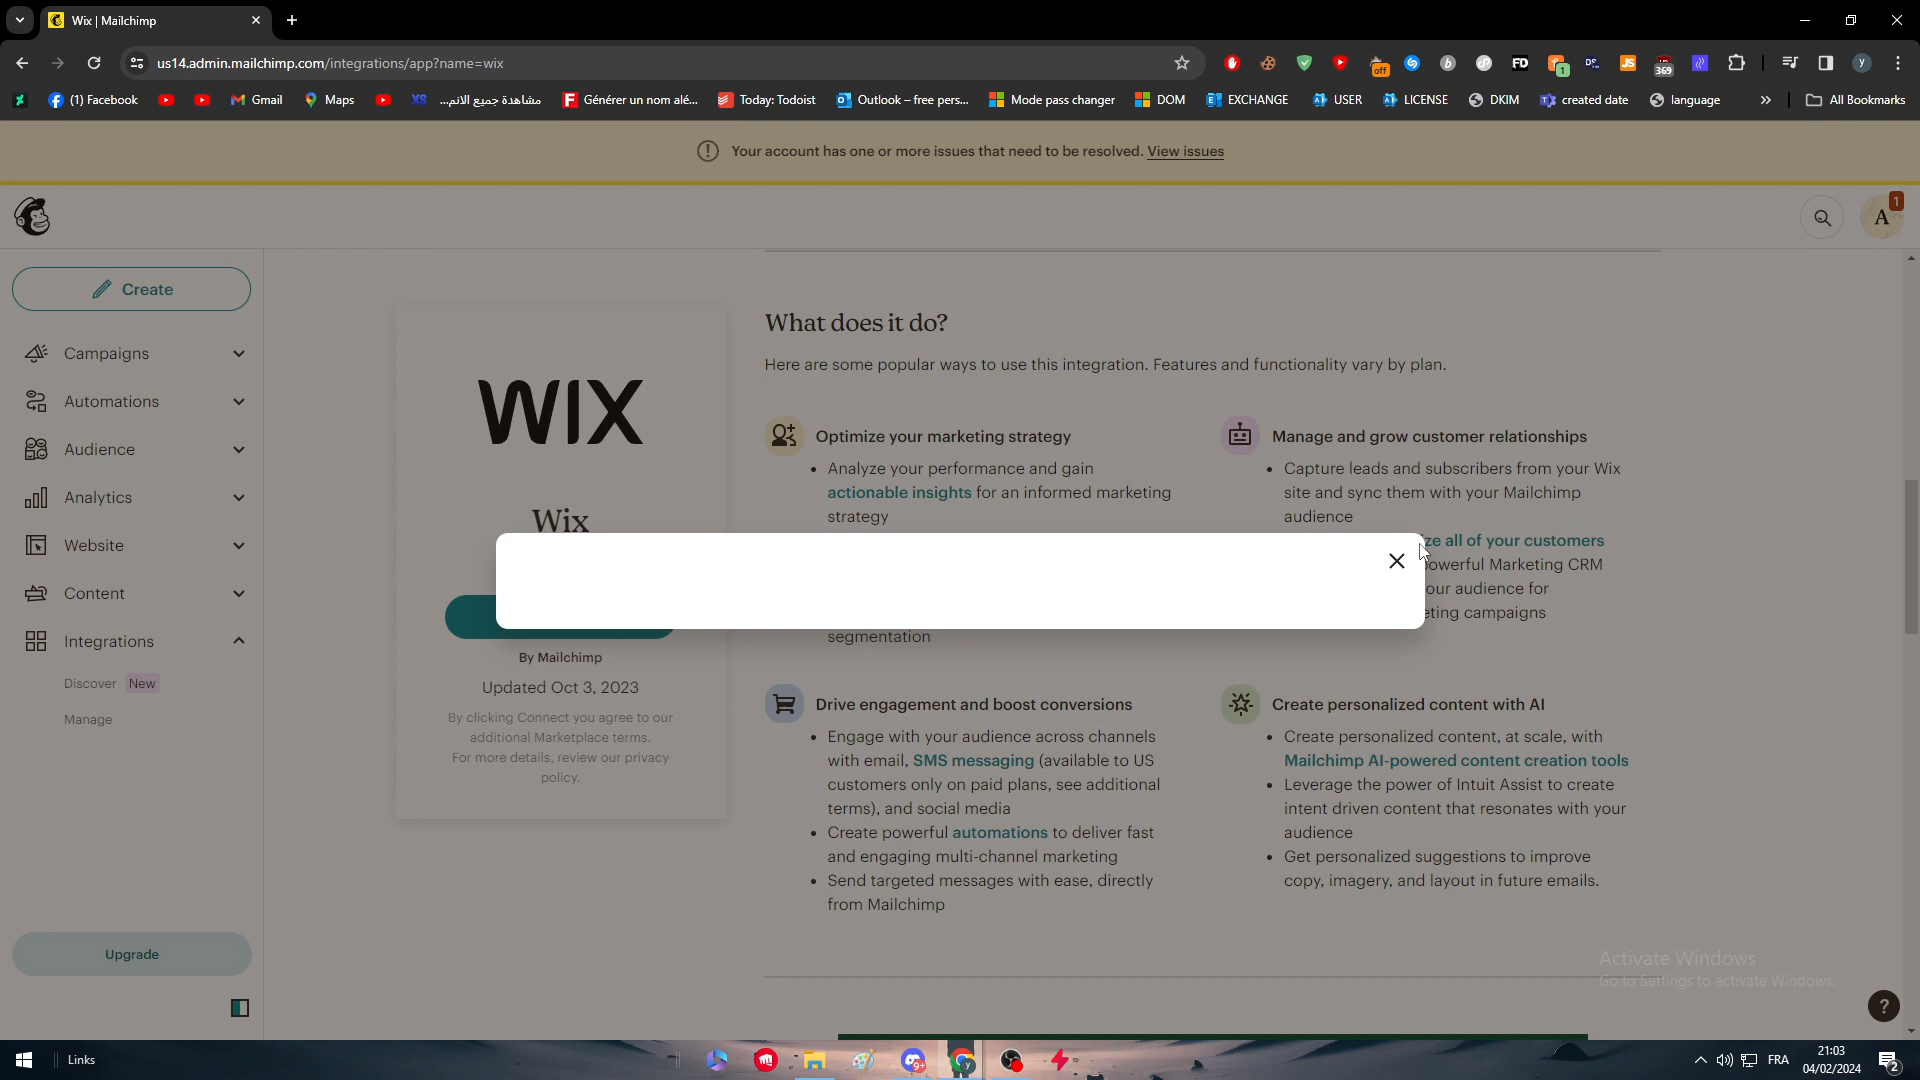 Wix | Mailchimp
us14.admin.mailchimp.com/integrations/app?name=wix
off
FD
1
JS
369
y
(1) Facebook
Gmail
Maps
XS
مشاهدة جميع الانم...
Générer un nom alé...
Today: Todoist
Outlook – free pers...
Mode pass changer
DOM
EXCHANGE
USER
LICENSE
DKIM
created date
language
All Bookmarks
Your account has one or more issues that need to be resolved. View issues
A
1
Create
Campaigns
Automations
Audience
Analytics
Website
Content
Integrations
Discover New
Manage
Upgrade
WIX
Wix
By Mailchimp
Updated Oct 3, 2023
By clicking Connect you agree to our
additional Marketplace terms.
For more details, review our privacy
policy.
What does it do?
Here are some popular ways to use this integration. Features and functionality vary by plan.
Optimize your marketing strategy
• Analyze your performance and gain
actionable insights for an informed marketing
strategy
segmentation
Manage and grow customer relationships
• Capture leads and subscribers from your Wix
site and sync them with your Mailchimp
audience
ze all of your customers
owerful Marketing CRM
our audience for
eting campaigns
Drive engagement and boost conversions
• Engage with your audience across channels
with email, SMS messaging (available to US
customers only on paid plans, see additional
terms), and social media
• Create powerful automations to deliver fast
and engaging multi-channel marketing
• Send targeted messages with ease, directly
from Mailchimp
Create personalized content with AI
• Create personalized content, at scale, with
Mailchimp AI-powered content creation tools
• Leverage the power of Intuit Assist to create
intent driven content that resonates with your
audience
• Get personalized suggestions to improve
copy, imagery, and layout in future emails.
Activate Windows
Go to Settings to activate Windows.
?
Links
9+
FRA
21:03
04/02/2024
2